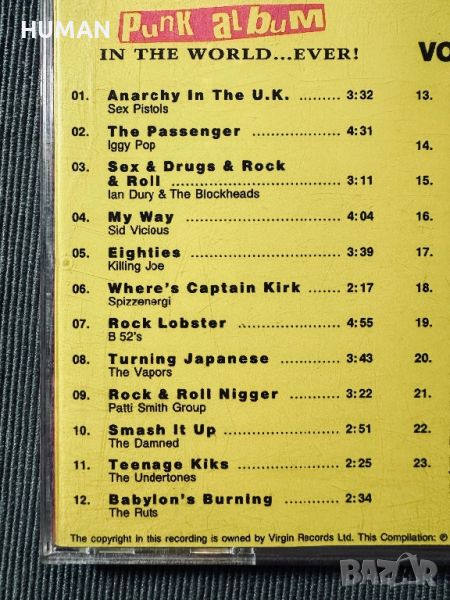 HUMAN
Punk album
IN THE WORLD...EVER!
VO
01. Anarchy In The U.K. ......... 3:32
Sex Pistols
02. The Passenger ................ 4:31
Iggy Pop
03. Sex & Drugs & Rock
& Roll ............................ 3:11
Ian Dury & The Blockheads
04. My Way ........................ 4:04
Sid Vicious
05. Eighties ........................ 3:39
Killing Joe
06. Where's Captain Kirk ...... 2:17
Spizzenergi
07. Rock Lobster .................. 4:55
B 52's
08. Turning Japanese ............ 3:43
The Vapors
09. Rock & Roll Nigger ......... 3:22
Patti Smith Group
10. Smash It Up .................. 2:51
The Damned
11. Teenage Kiks .................. 2:25
The Undertones
12. Babylon's Burning ............ 2:34
The Ruts
13.
14.
15.
16.
17.
18.
19.
20.
21.
22.
23.
The copyright in this recording is owned by Virgin Records Ltd. This Compilation: ℗
BAZAR